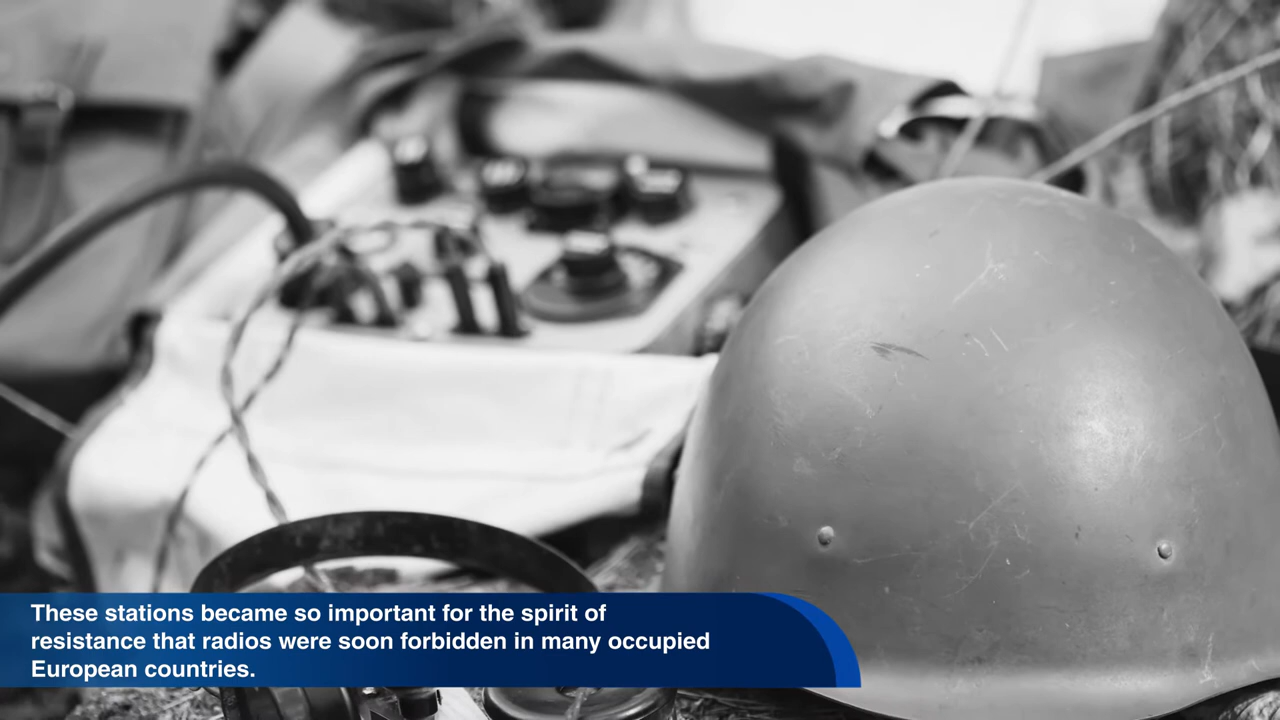 These stations became so important for the spirit of
resistance that radios were soon forbidden in many occupied
European countries.